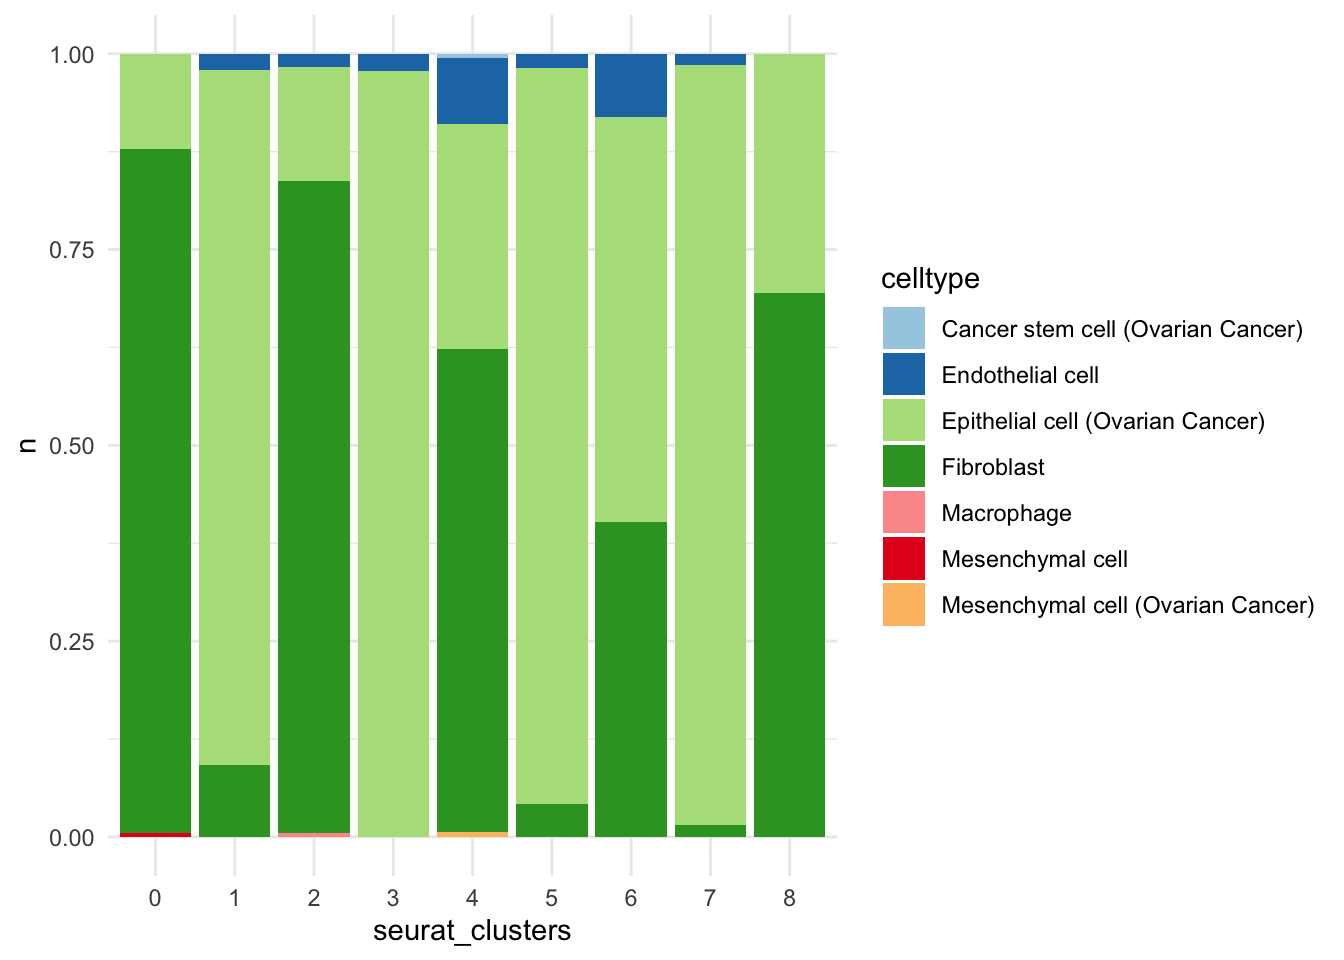 1.00
0.75
0.50
0.25
0.00
n
0 1 2 3 4 5 6 7 8
seurat_clusters
celltype
Cancer stem cell (Ovarian Cancer)
Endothelial cell
Epithelial cell (Ovarian Cancer)
Fibroblast
Macrophage
Mesenchymal cell
Mesenchymal cell (Ovarian Cancer)